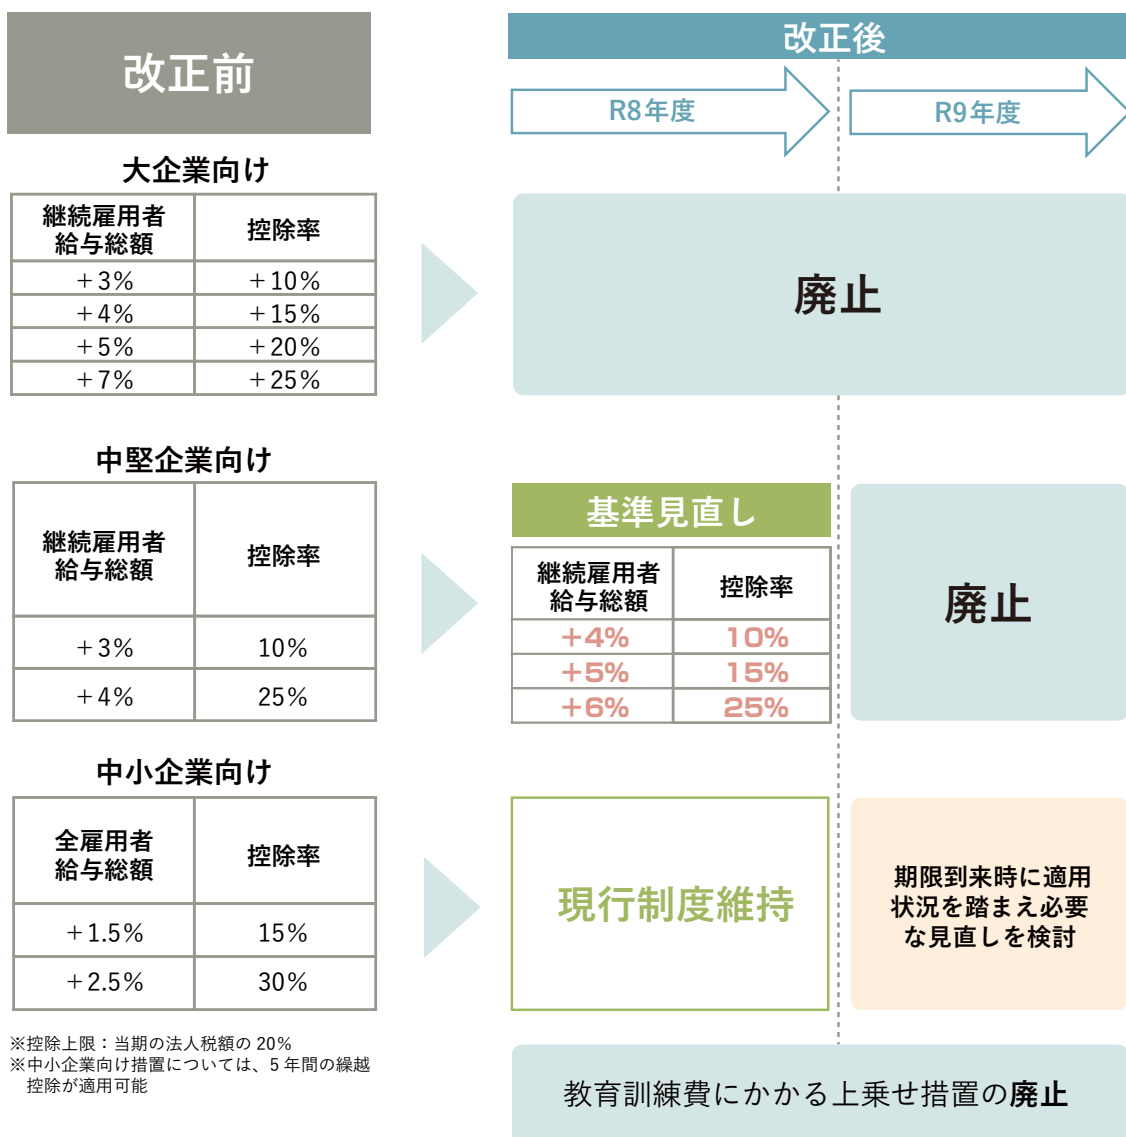 改正前
改正後
R8年度
R9年度
大企業向け
継続雇用者
給与総額
控除率
+3%
+10%
+4%
+15%
+5%
+20%
+7%
+25%
廃止
中堅企業向け
継続雇用者
給与総額
控除率
+3%
10%
+4%
25%
基準見直し
継続雇用者
給与総額
控除率
+4%
10%
+5%
15%
+6%
25%
廃止
中小企業向け
全雇用者
給与総額
控除率
+1.5%
15%
+2.5%
30%
現行制度維持
期限到来時に適用
状況を踏まえ必要
な見直しを検討
※控除上限：当期の法人税額の 20%
※中小企業向け措置については、5 年間の繰越
控除が適用可能
教育訓練費にかかる上乗せ措置の廃止